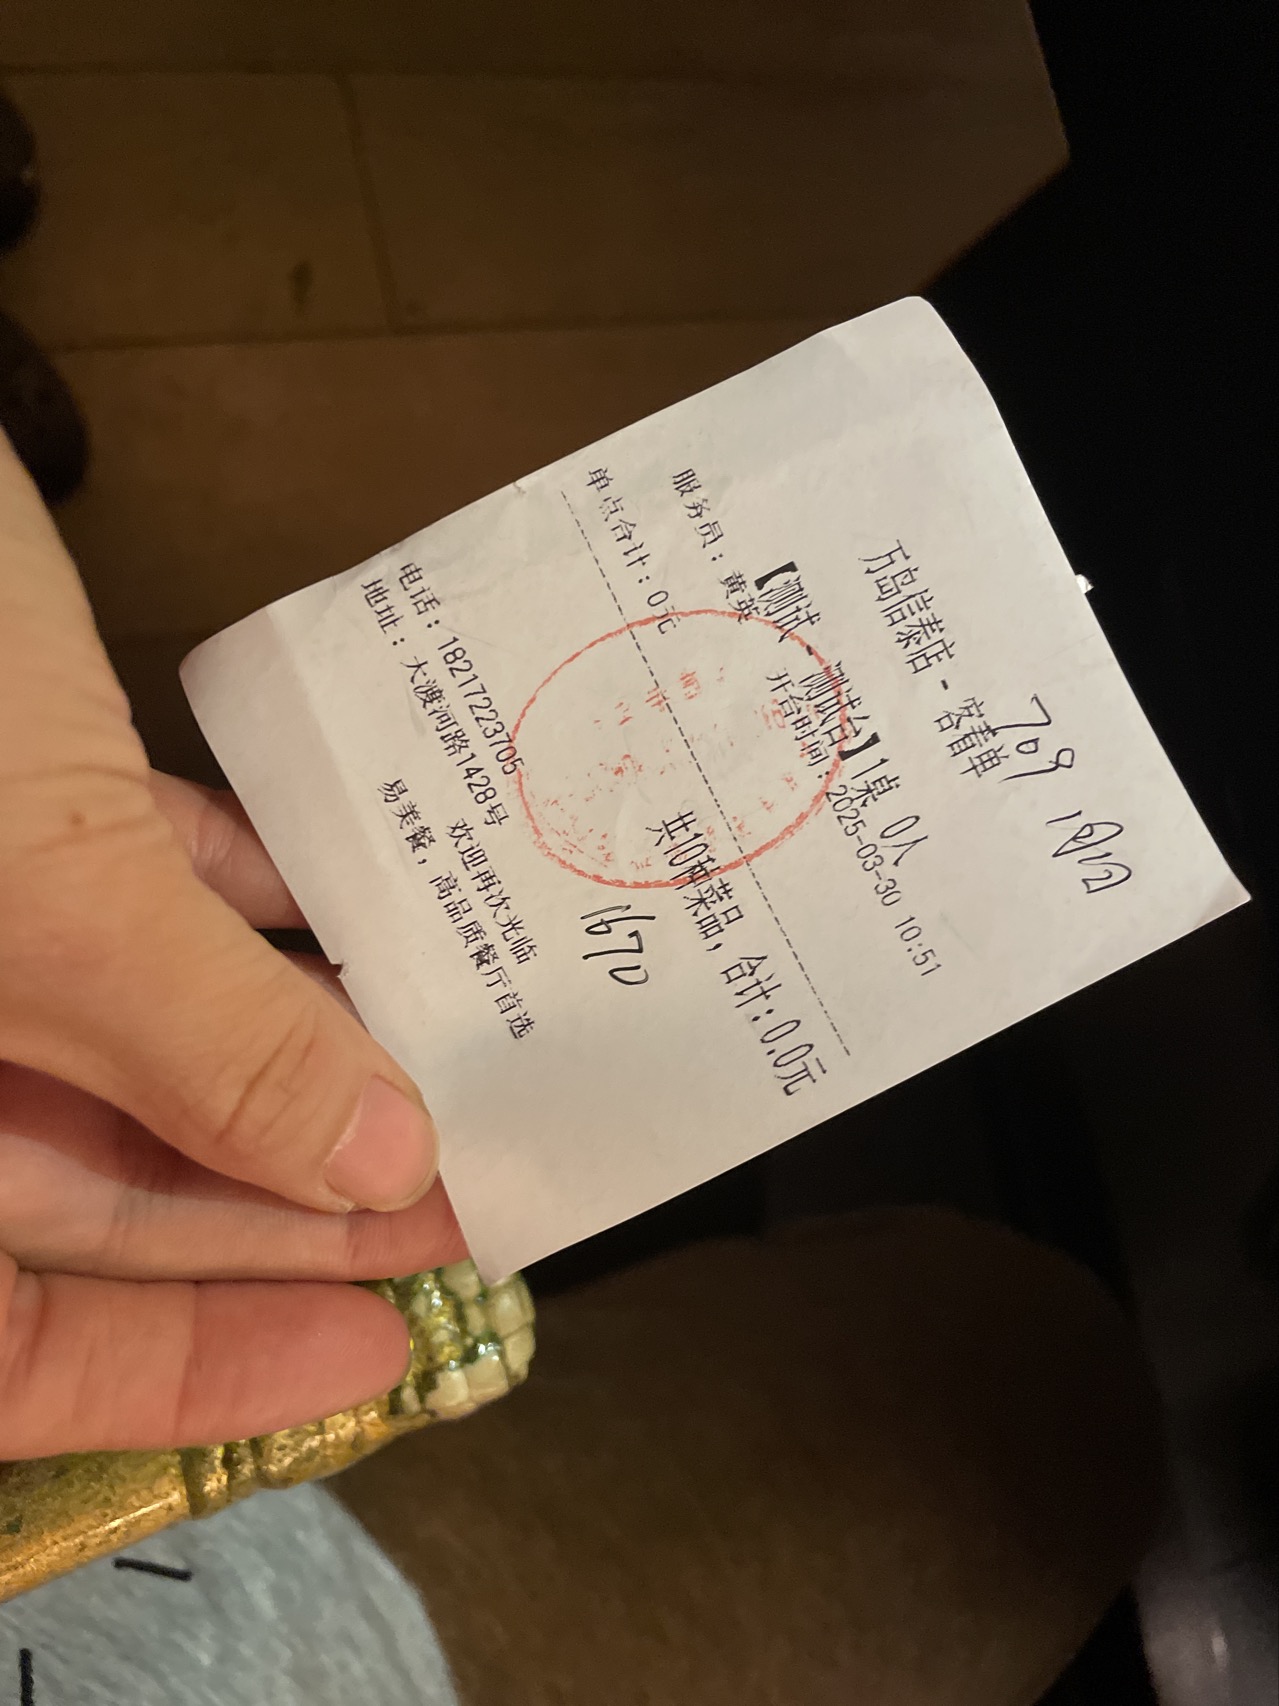 709
万岛信泰店 - 客看单
【测试 - 测试台】1桌 0人
服务员：黄英
开台时间：2025-03-30 10:51
单点合计：0元
共10种菜品，合计：0.0元
1670
电话：18217223705
地址：大渡河路1428号
欢迎再次光临
易美餐，高品质餐厅首选